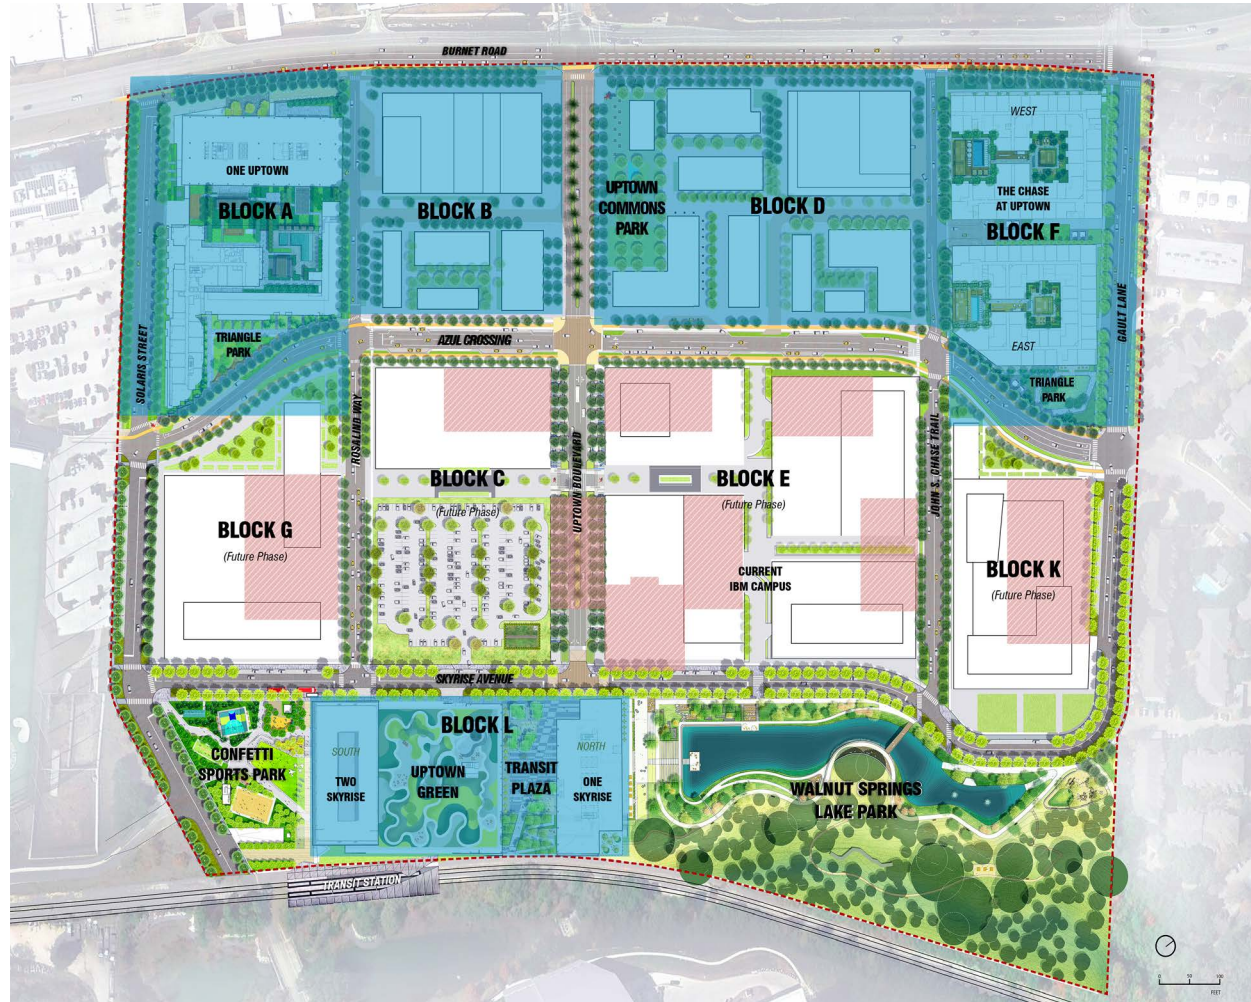 BURNET ROAD
ONE UPTOWN
BLOCK A
BLOCK B
UPTOWN
COMMONS
PARK
BLOCK D
WEST
THE CHASE
AT UPTOWN
BLOCK F
EAST
GAULT LANE
SOLARIS STREET
TRIANGLE
PARK
TRIANGLE
PARK
AZUL CROSSING
ROSALIND WAY
UPTOWN BOULEVARD
JOHN S. CHASE TRAIL
BLOCK C
(Future Phase)
BLOCK E
(Future Phase)
BLOCK G
(Future Phase)
CURRENT
IBM CAMPUS
BLOCK K
(Future Phase)
SKYRISE AVENUE
BLOCK L
CONFETTI
SPORTS PARK
SOUTH
TWO
SKYRISE
UPTOWN
GREEN
TRANSIT
PLAZA
NORTH
ONE
SKYRISE
WALNUT SPRINGS
LAKE PARK
TRANSIT STATION
0 50 100
FEET